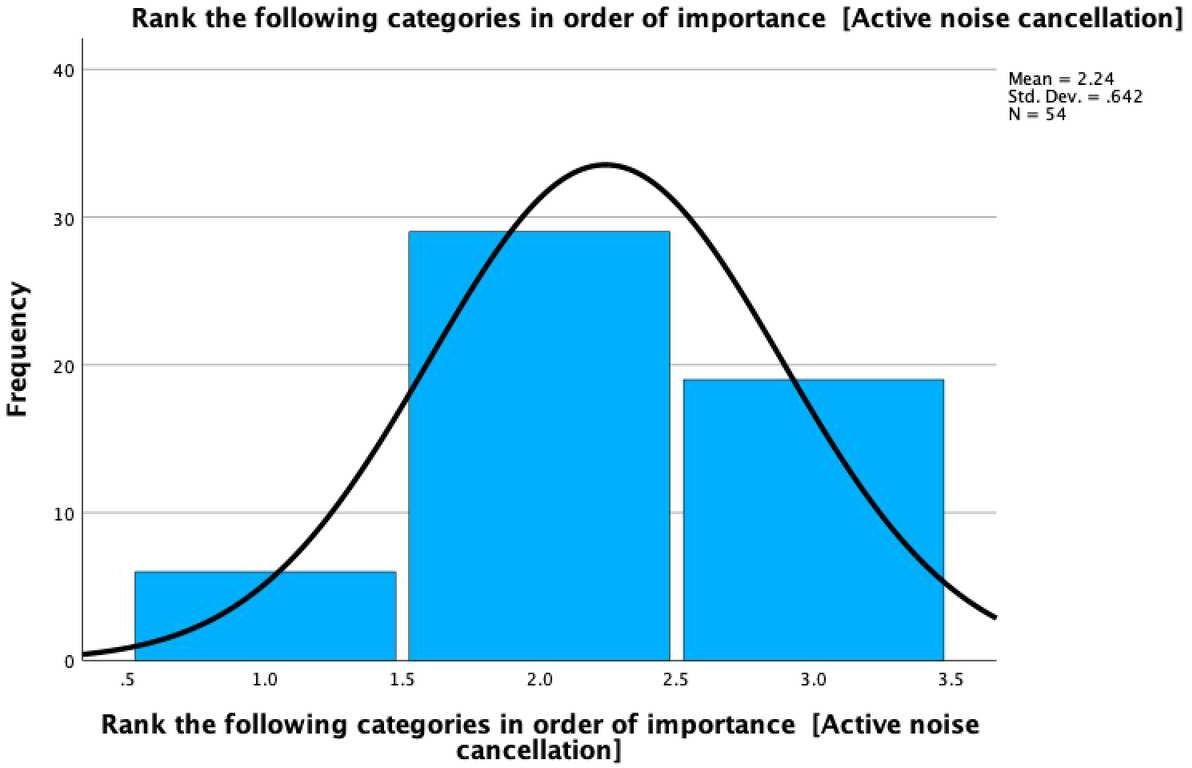 Rank the following categories in order of importance [Active noise cancellation]
40
Mean = 2.24
Std. Dev. = .642
N = 54
30
20
10
0
Frequency
.5 1.0 1.5 2.0 2.5 3.0 3.5
Rank the following categories in order of importance [Active noise
cancellation]